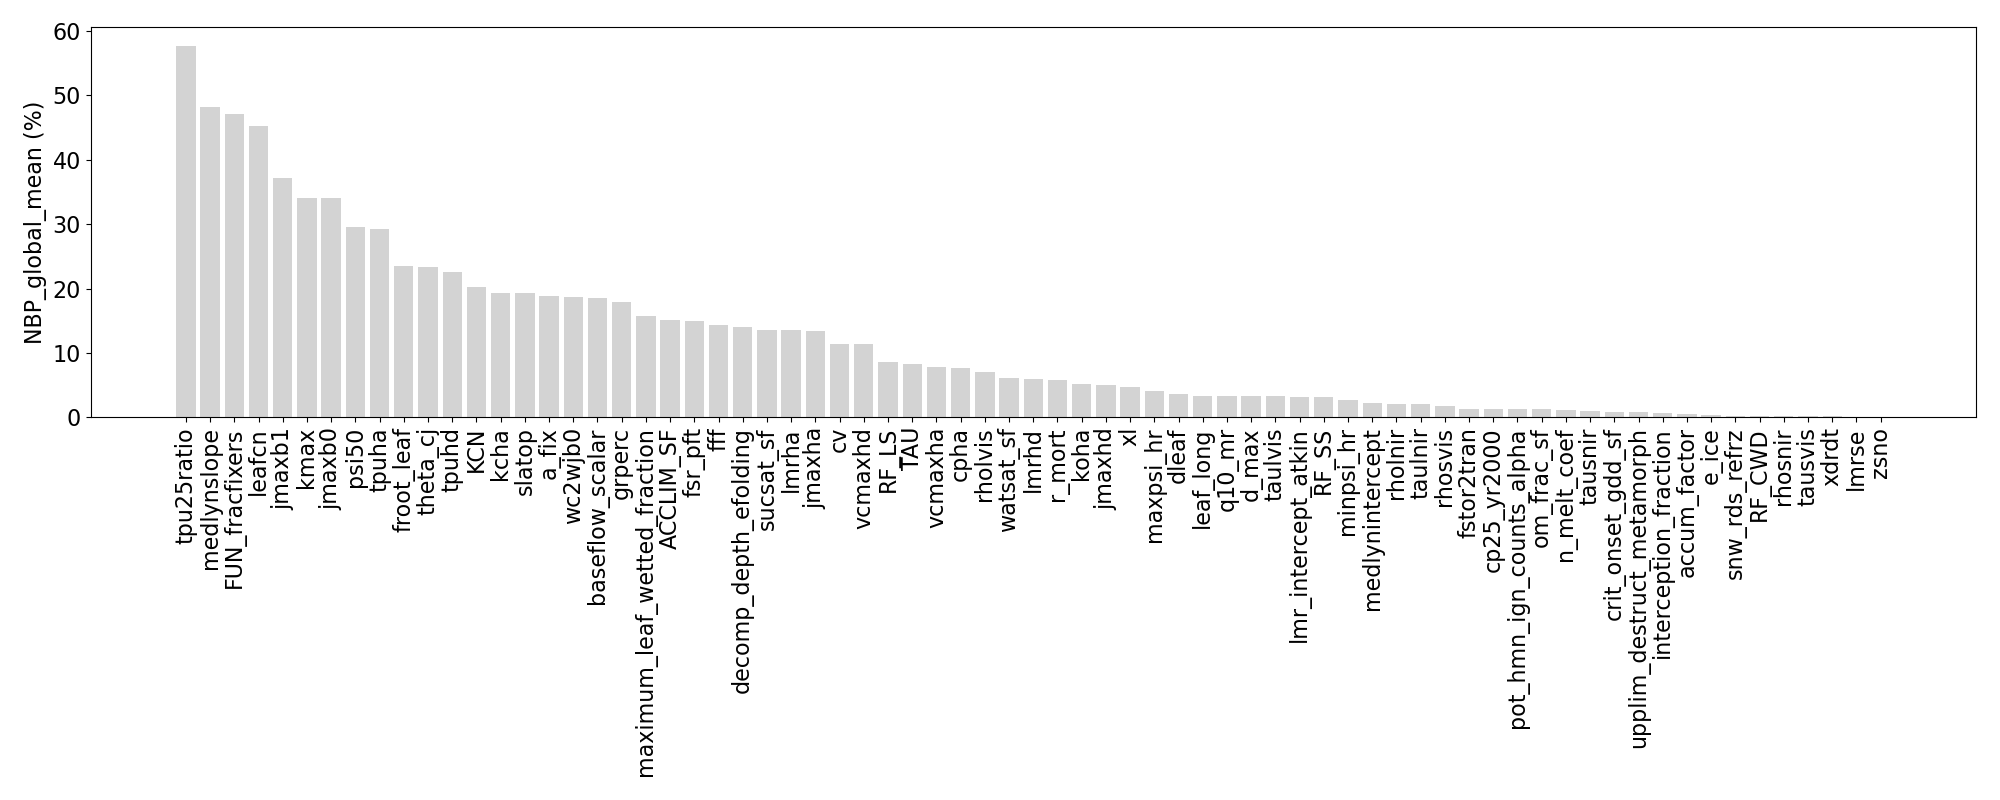 NBP_global_mean (%)
60
50
40
30
20
10
0
tpu25ratio
medlynslope
FUN_fracfixers
leafcn
jmaxb1
kmax
jmaxb0
psi50
tpuha
froot_leaf
theta_cj
tpuhd
KCN
kcha
slatop
a_fix
wc2wjb0
baseflow_scalar
grperc
maximum_leaf_wetted_fraction
ACCLIM_SF
fsr_pft
fff
decomp_depth_efolding
sucsat_sf
lmrha
jmaxha
cv
vcmaxhd
RF_LS
TAU
vcmaxha
cpha
rholvis
watsat_sf
lmrhd
r_mort
koha
jmaxhd
xl
maxpsi_hr
dleaf
leaf_long
q10_mr
d_max
taulvis
lmr_intercept_atkin
RF_SS
minpsi_hr
medlynintercept
rholnir
taulnir
rhosvis
fstor2tran
cp25_yr2000
pot_hmn_ign_counts_alpha
om_frac_sf
n_melt_coef
tausnir
crit_onset_gdd_sf
upplim_destruct_metamorph
interception_fraction
accum_factor
e_ice
snw_rds_refrz
RF_CWD
rhosnir
tausvis
xdrdt
lmrse
zsno